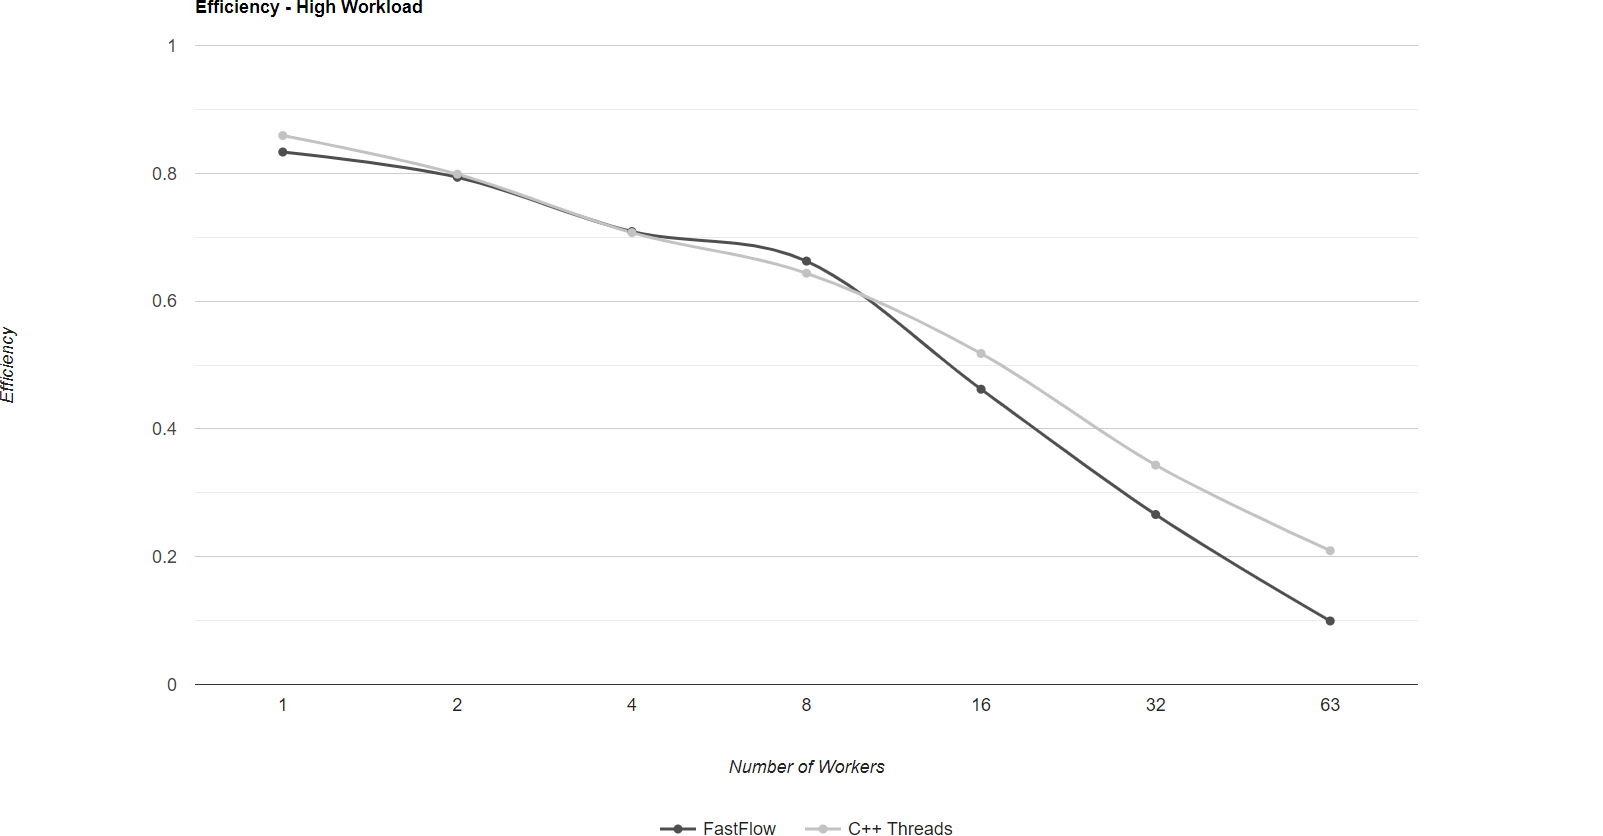 Efficiency - High Workload
1
0.8
0.6
0.4
0.2
0
Efficiency
1 2 4 8 16 32 63
Number of Workers
FastFlow C++ Threads